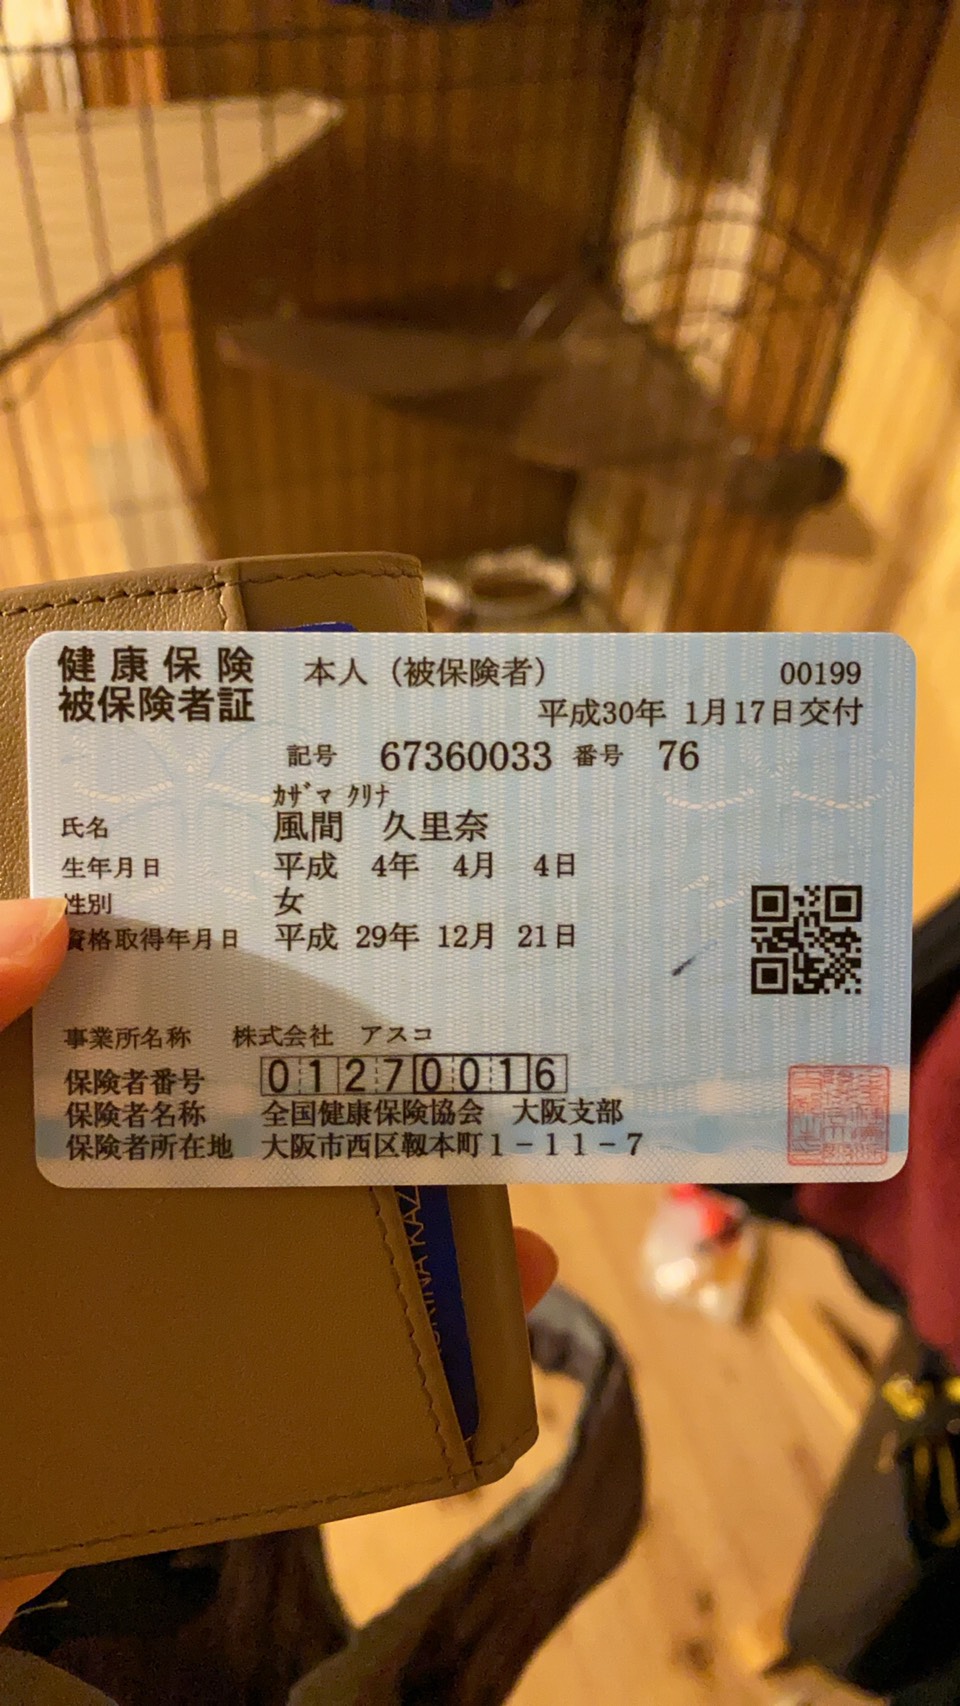 健康保険
被保険者証
本人（被保険者）
00199
平成30年 1月17日交付
記号 67360033 番号 76
ｶｻﾞﾏ ｸﾘﾅ
氏名 風間 久里奈
生年月日 平成 4年 4月 4日
性別 女
資格取得年月日 平成 29年 12月 21日
事業所名称 株式会社 アスコ
保険者番号 01270016
保険者名称 全国健康保険協会 大阪支部
保険者所在地 大阪市西区靱本町1－11－7